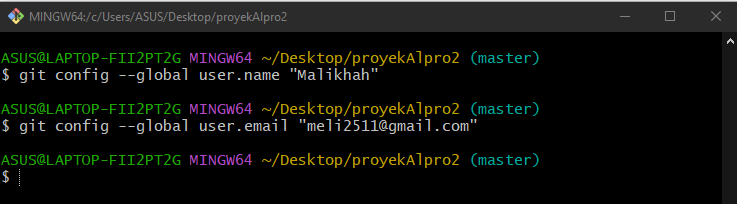 MINGW64:/c/Users/ASUS/Desktop/proyekAlpro2
ASUS@LAPTOP-FII2PT2G MINGW64 ~/Desktop/proyekAlpro2 (master)
$ git config --global user.name "Malikhah"
ASUS@LAPTOP-FII2PT2G MINGW64 ~/Desktop/proyekAlpro2 (master)
$ git config --global user.email "meli2511@gmail.com"
ASUS@LAPTOP-FII2PT2G MINGW64 ~/Desktop/proyekAlpro2 (master)
$